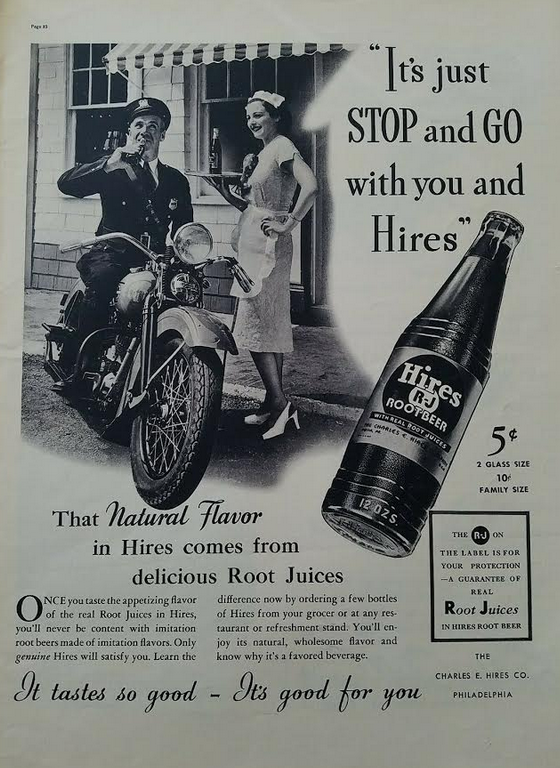 Page 85
"It's just
STOP and GO
with you and
Hires"
Hires
R-J
ROOTBEER
WITH REAL ROOT JUICES
THE CHARLES E. HIRES
12 OZS.
5¢
2 GLASS SIZE
10¢
FAMILY SIZE
That Natural Flavor
in Hires comes from
delicious Root Juices
ONCE you taste the appetizing flavor
of the real Root Juices in Hires,
you'll never be content with imitation
root beers made of imitation flavors. Only
genuine Hires will satisfy you. Learn the
difference now by ordering a few bottles
of Hires from your grocer or at any res-
taurant or refreshment stand. You'll en-
joy its natural, wholesome flavor and
know why it's a favored beverage.
THE R-J ON
THE LABEL IS FOR
YOUR PROTECTION
—A GUARANTEE OF
REAL
Root Juices
IN HIRES ROOT BEER
It tastes so good – It's good for you
THE
CHARLES E. HIRES CO.
PHILADELPHIA